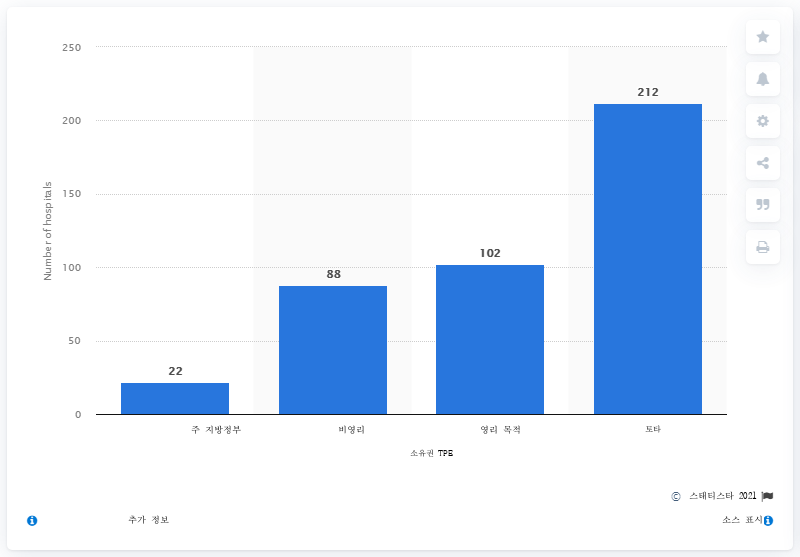 250
200
150
100
50
0
Number of hospitals
22
88
102
212
주 지방정부
비영리
영리 목적
토타
소유권 TPE
© 스태티스타 2021
추가 정보
소스 표시